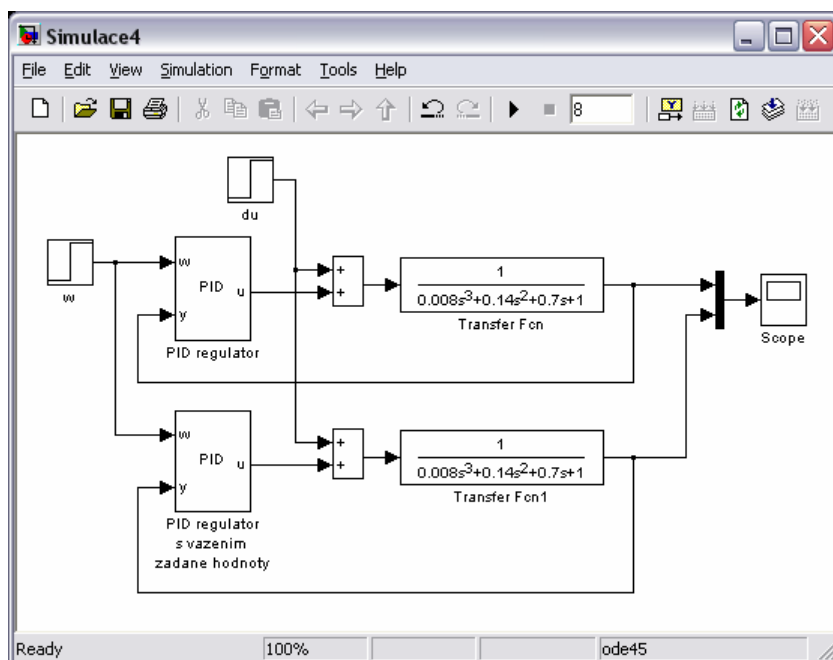 Simulace4
File Edit View Simulation Format Tools Help
8
du
w
w
PID
u
y
PID regulator
+
+
1
0.008s³+0.14s²+0.7s+1
Transfer Fcn
Scope
w
PID
u
y
PID regulator
s vazenim
zadane hodnoty
+
+
1
0.008s³+0.14s²+0.7s+1
Transfer Fcn1
Ready 100% ode45